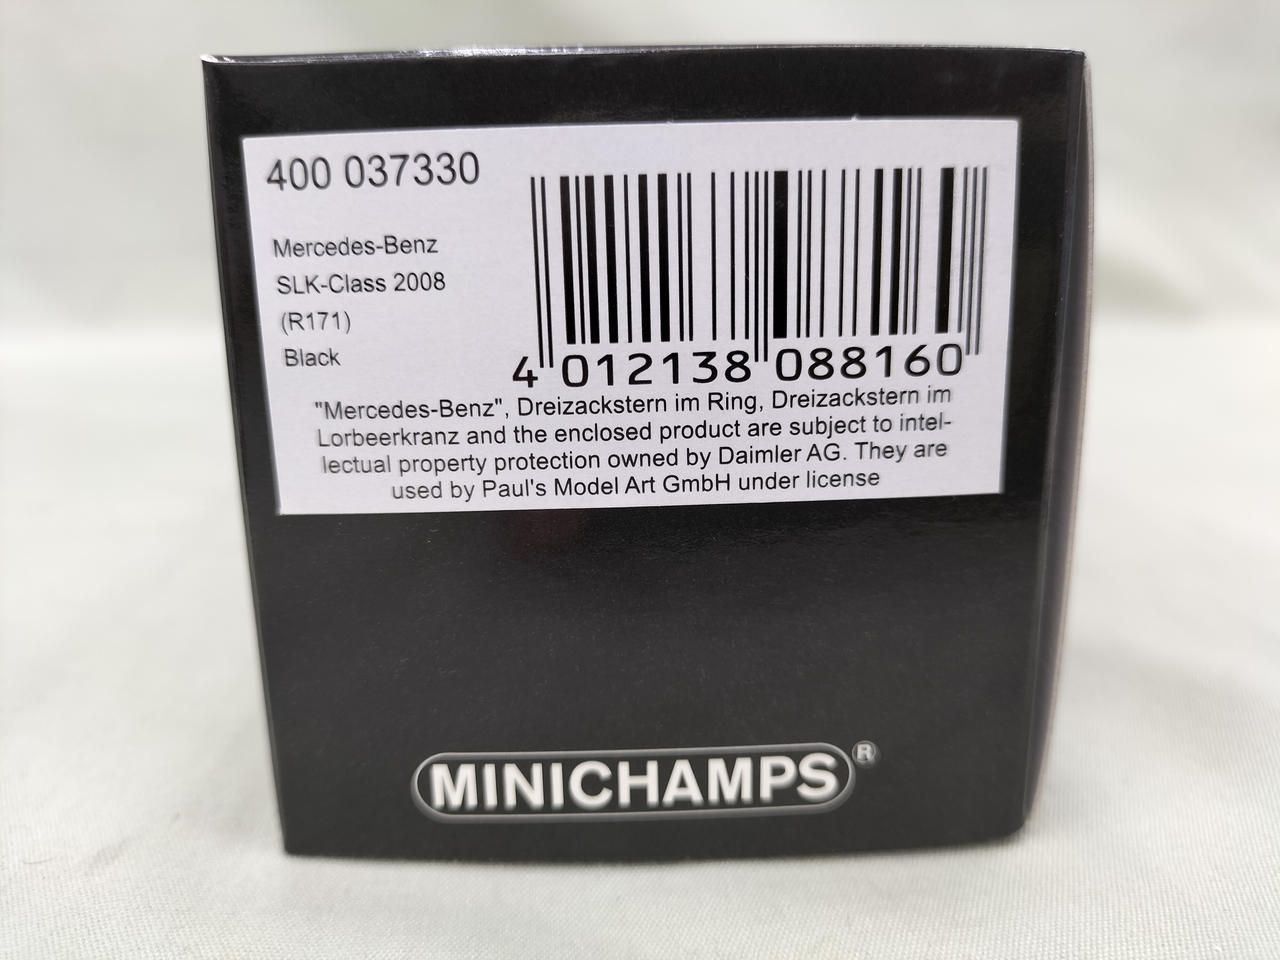 400 037330
Mercedes-Benz
SLK-Class 2008
(R171)
Black
4 012138 088160
"Mercedes-Benz", Dreizackstern im Ring, Dreizackstern im
Lorbeerkranz and the enclosed product are subject to intel-
lectual property protection owned by Daimler AG. They are
used by Paul's Model Art GmbH under license
MINICHAMPS®